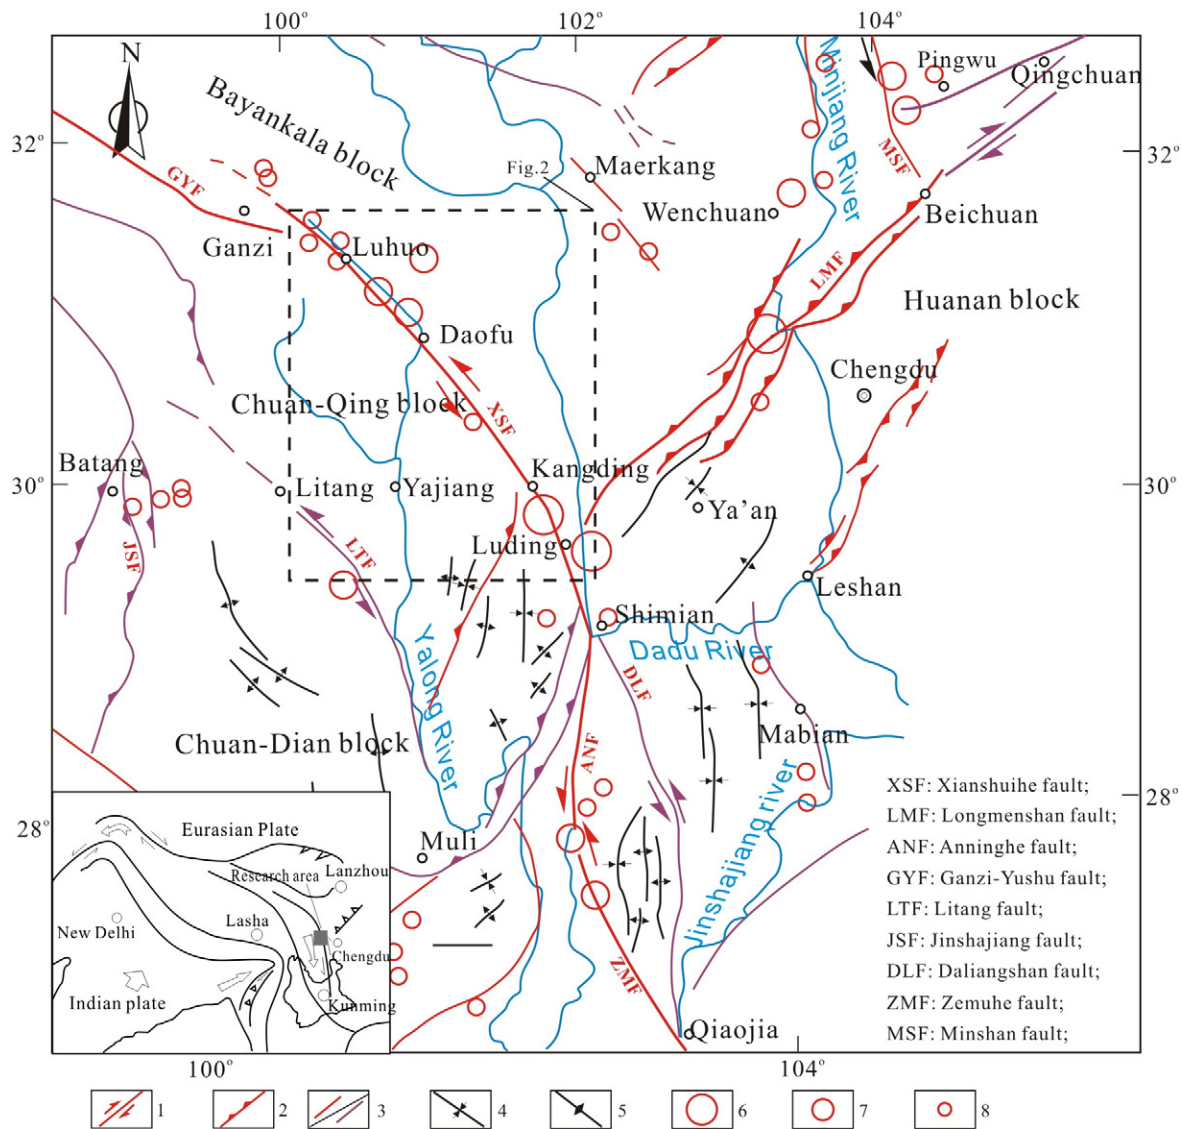 100°
102°
104°
N
Pingwu
Qingchuan
Minjiang River
Bayankala block
32°
32°
Fig.2
Maerkang
MSF
GYF
Wenchuan
Beichuan
Ganzi
Luhuo
LMF
Huanan block
Daofu
Chengdu
Chuan-Qing block
XSF
Batang
Kangding
30°
30°
Litang
Yajiang
Ya'an
Luding
JSF
LTF
Leshan
Shimian
Dadu River
Yalong River
DLF
Mabian
Chuan-Dian block
ANF
Jinshajiang river
28°
28°
Muli
ZMF
Qiaojia
XSF: Xianshuihe fault;
LMF: Longmenshan fault;
ANF: Anninghe fault;
GYF: Ganzi-Yushu fault;
LTF: Litang fault;
JSF: Jinshajiang fault;
DLF: Daliangshan fault;
ZMF: Zemuhe fault;
MSF: Minshan fault;
Eurasian Plate
Research area
Lanzhou
New Delhi
Lasha
Chengdu
Indian plate
Kunming
100°
104°
1
2
3
4
5
6
7
8